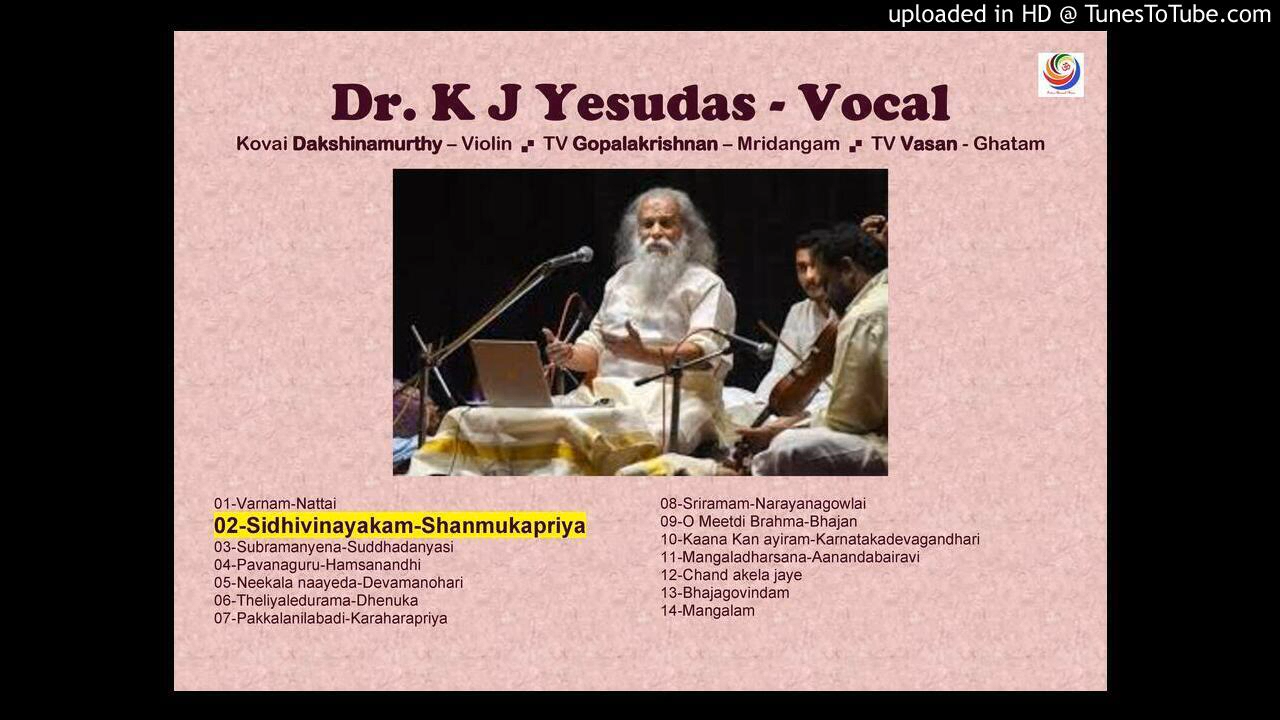 uploaded in HD @ TunesToTube.com
Dr. K J Yesudas - Vocal
Kovai Dakshinamurthy – Violin ▞ TV Gopalakrishnan – Mridangam ▞ TV Vasan - Ghatam
01-Varnam-Nattai
02-Sidhivinayakam-Shanmukapriya
03-Subramanyena-Suddhadanyasi
04-Pavanaguru-Hamsanandhi
05-Neekala naayeda-Devamanohari
06-Theliyaledurama-Dhenuka
07-Pakkalanilabadi-Karaharapriya
08-Sriramam-Narayanagowlai
09-O Meetdi Brahma-Bhajan
10-Kaana Kan ayiram-Karnatakadevagandhari
11-Mangaladharsana-Aanandabairavi
12-Chand akela jaye
13-Bhajagovindam
14-Mangalam